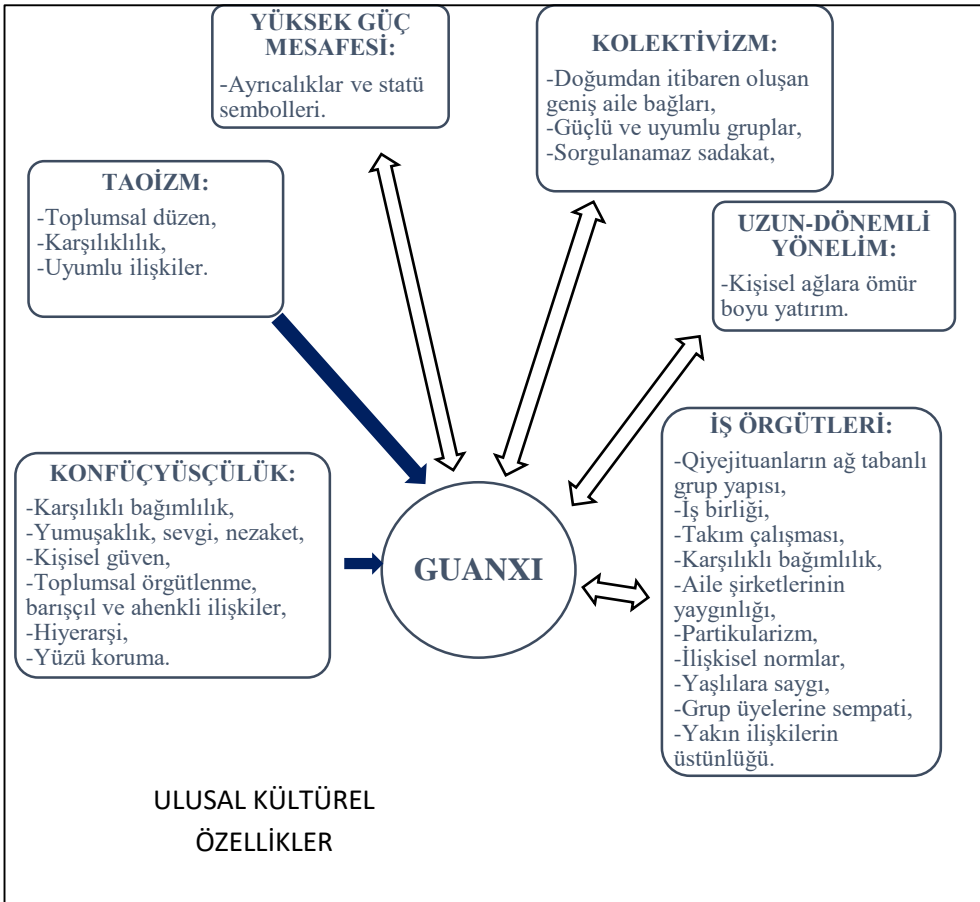 YÜKSEK GÜÇ
MESAFESİ:
-Ayrıcalıklar ve statü
sembolleri.
KOLEKTİVİZM:
-Doğumdan itibaren oluşan
geniş aile bağları,
-Güçlü ve uyumlu gruplar,
-Sorgulanamaz sadakat,
TAOİZM:
-Toplumsal düzen,
-Karşılıklılık,
-Uyumlu ilişkiler.
UZUN-DÖNEMLİ
YÖNELİM:
-Kişisel ağlara ömür
boyu yatırım.
KONFÜÇYÜSÇÜLÜK:
-Karşılıklı bağımlılık,
-Yumuşaklık, sevgi, nezaket,
-Kişisel güven,
-Toplumsal örgütlenme,
barışçıl ve ahenkli ilişkiler,
-Hiyerarşi,
-Yüzü koruma.
GUANXI
İŞ ÖRGÜTLERİ:
-Qiyejituanların ağ tabanlı
grup yapısı,
-İş birliği,
-Takım çalışması,
-Karşılıklı bağımlılık,
-Aile şirketlerinin
yaygınlığı,
-Partikularizm,
-İlişkisel normlar,
-Yaşlılara saygı,
-Grup üyelerine sempati,
-Yakın ilişkilerin
üstünlüğü.
ULUSAL KÜLTÜREL
ÖZELLİKLER